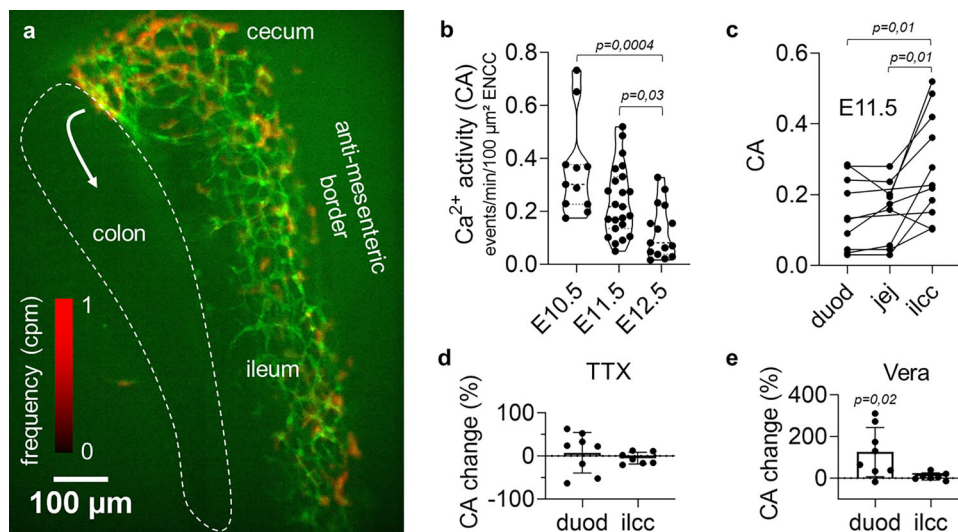 a
cecum
anti-mesenteric
border
colon
ileum
frequency (cpm)
1
0
100 µm
b
Ca²⁺ activity (CA)
events/min/100 µm² ENCC
0.8
0.6
0.4
0.2
0.0
p=0,0004
p=0,03
E10.5
E11.5
E12.5
c
CA
0.6
0.4
0.2
0.0
p=0,01
p=0,01
E11.5
duod
jej
ilcc
d
TTX
CA change (%)
100
0
-100
duod
ilcc
e
Vera
CA change (%)
400
200
0
p=0,02
duod
ilcc